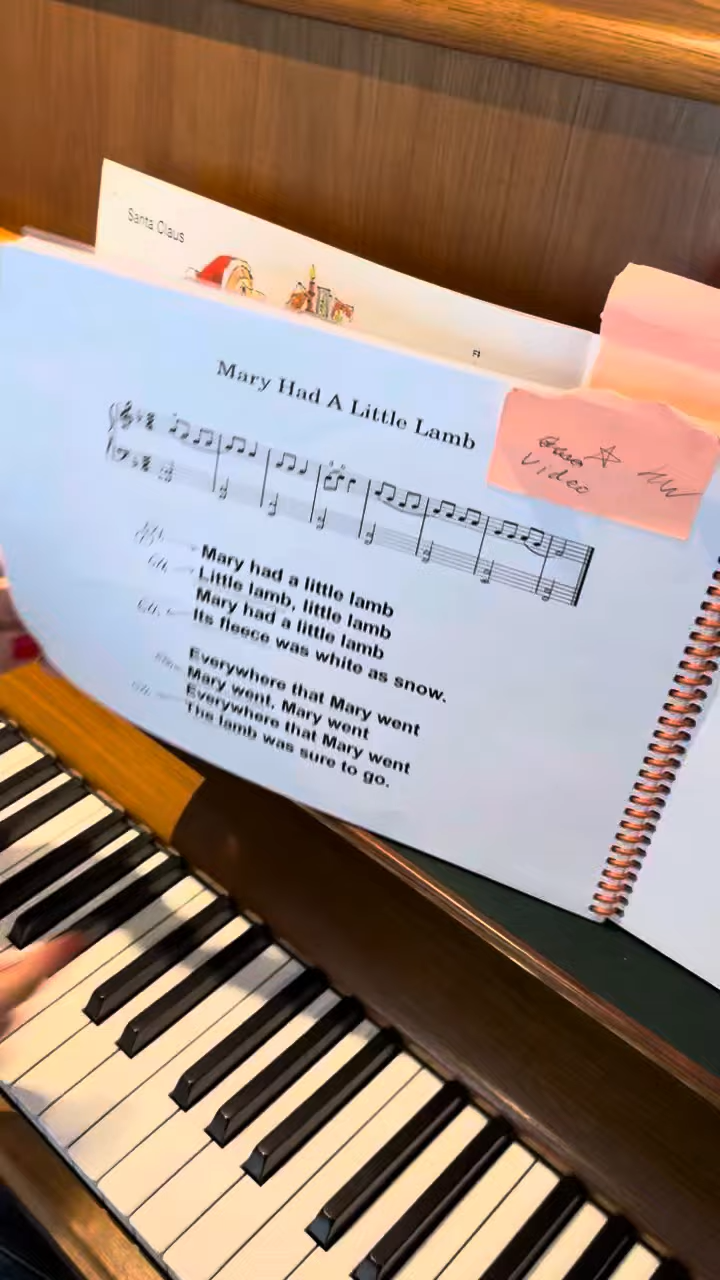 Santa Claus
Mary Had A Little Lamb
Video
HW
Mary had a little lamb
Little lamb, little lamb
Mary had a little lamb
Its fleece was white as snow.
Everywhere that Mary went
Mary went, Mary went
Everywhere that Mary went
The lamb was sure to go.